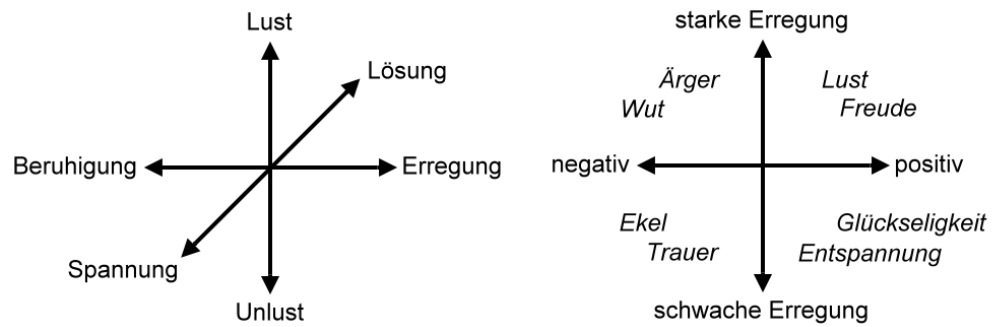 Lust
Lösung
Beruhigung
Erregung
Spannung
Unlust
starke Erregung
Ärger
Lust
Wut
Freude
negativ
positiv
Ekel
Glückseligkeit
Trauer
Entspannung
schwache Erregung